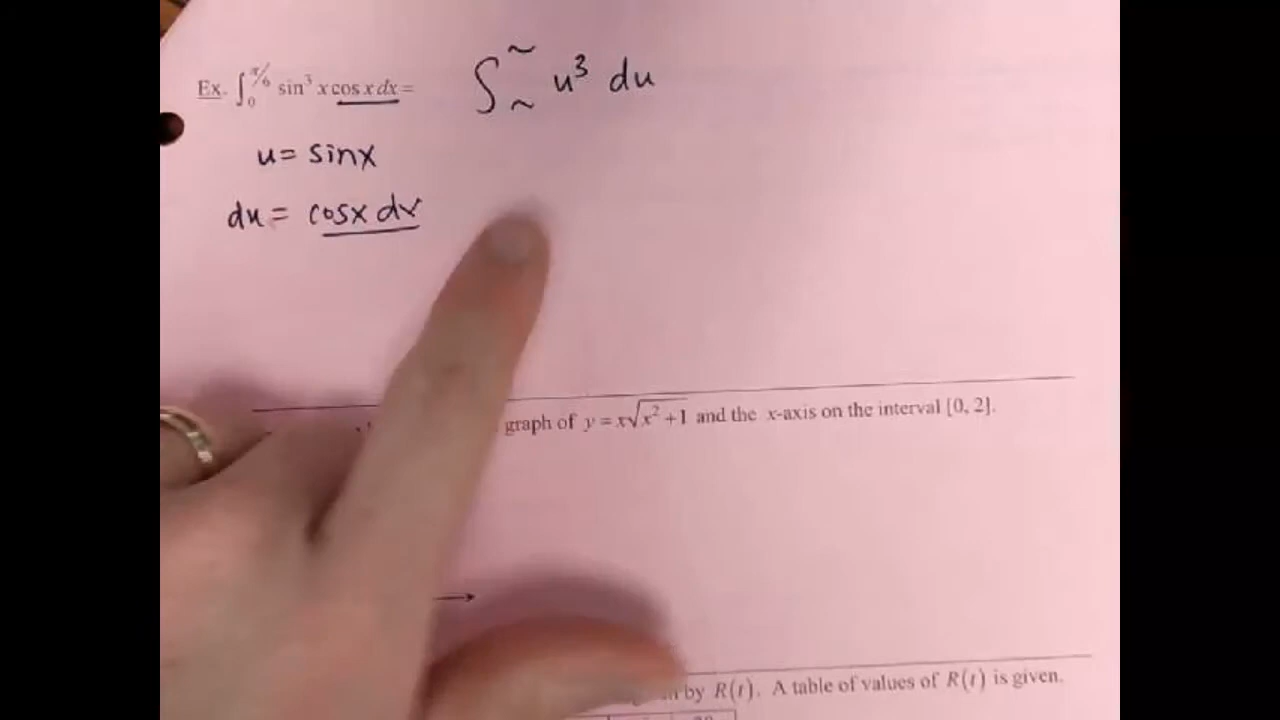 Ex. ∫₀^{π/6} sin³ x cos x dx = ∫_~^~ u³ du
u = sinx
du = cosx dx
graph of y = x√(x² + 1) and the x-axis on the interval [0, 2].
by R(t). A table of values of R(t) is given.